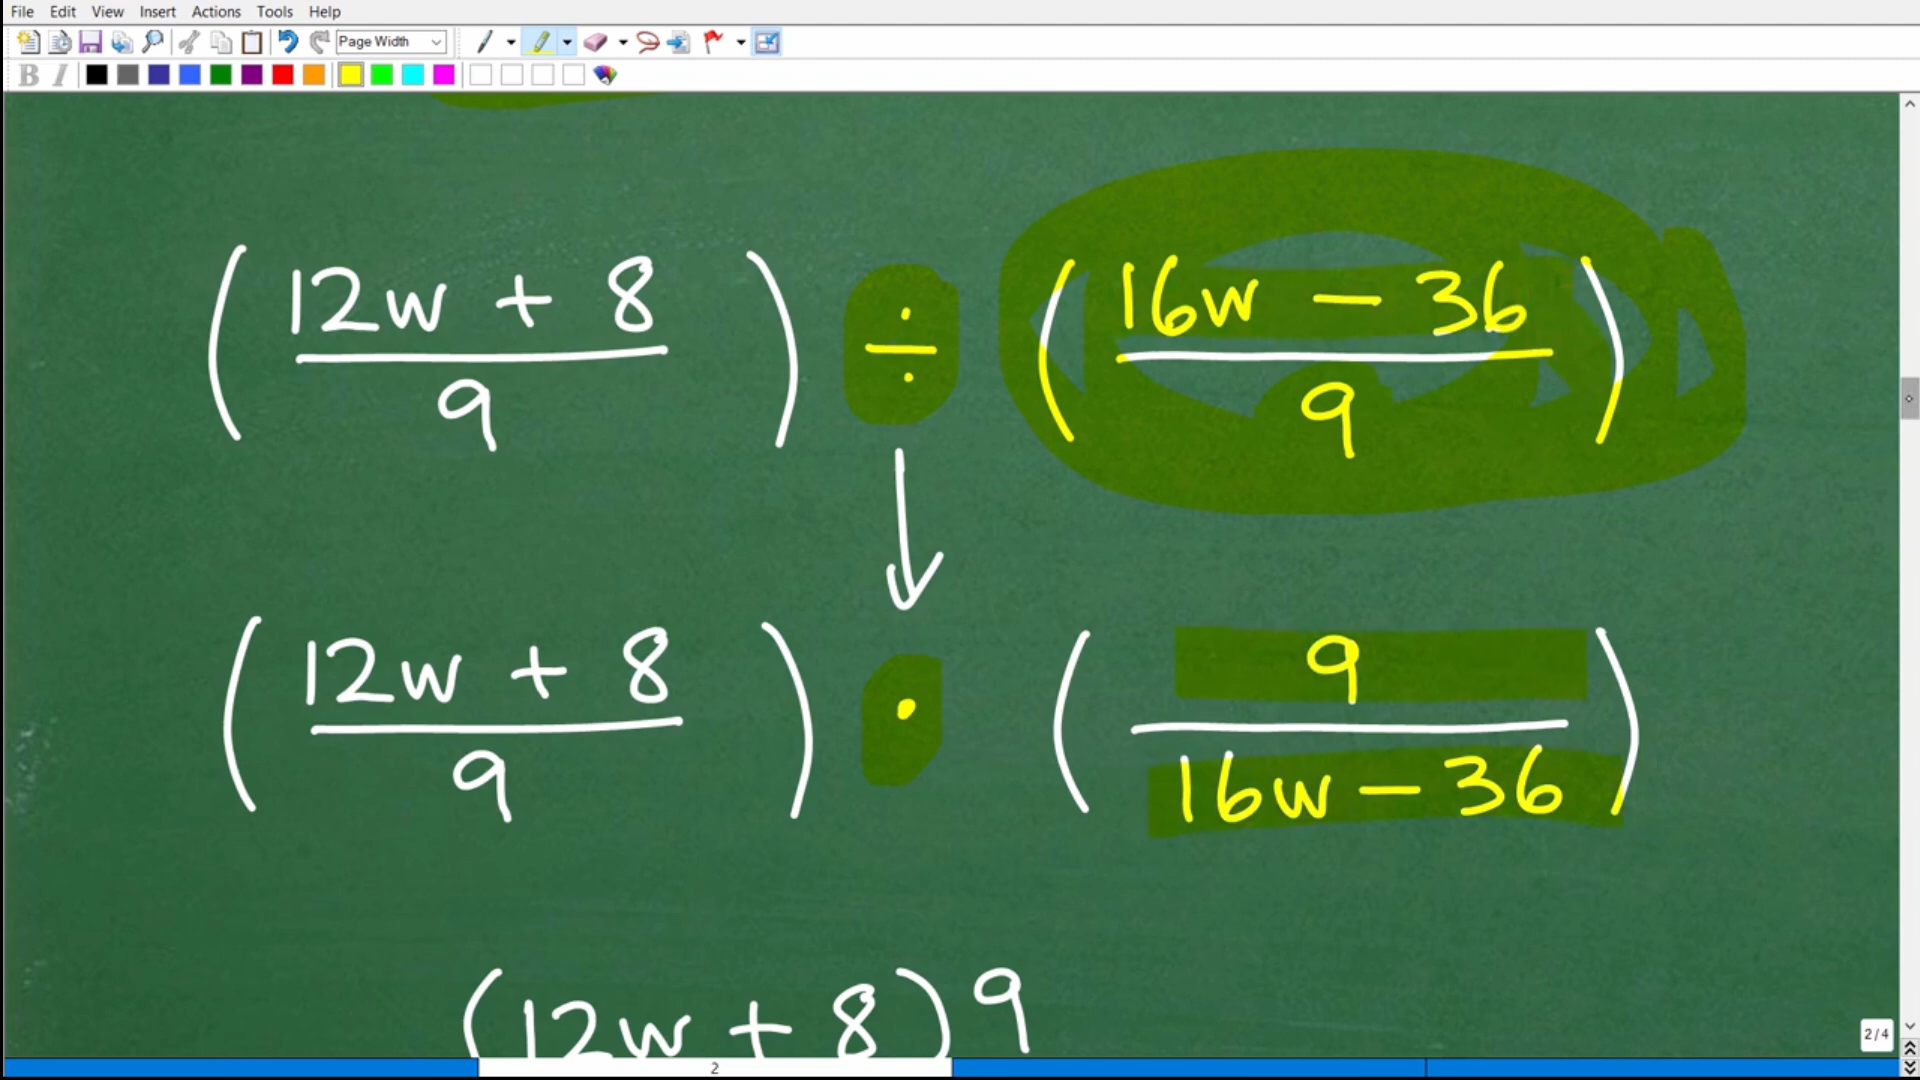 File Edit View Insert Actions Tools Help
Page Width
B I
( 12w + 8 ) ÷ ( 16w − 36 )
9 9
( 12w + 8 ) · ( 9 )
9 16w − 36
(12w + 8) 9
2/4
2